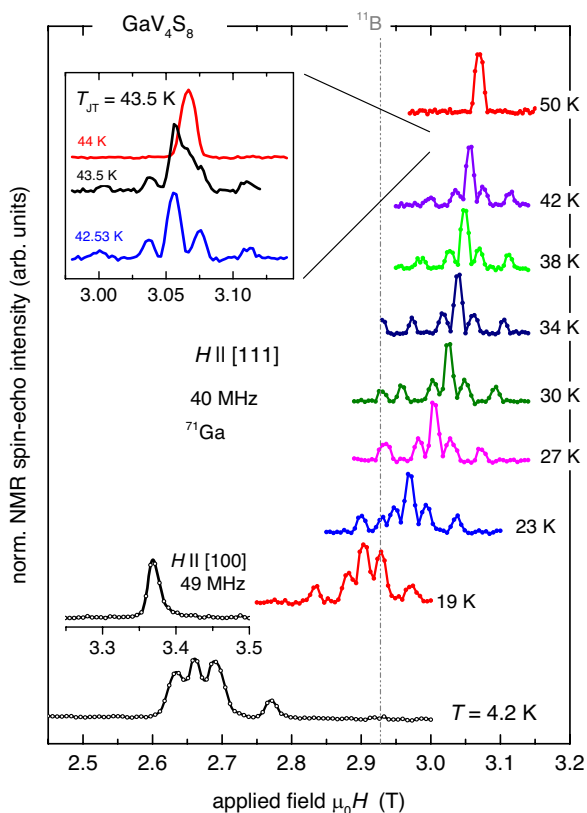 GaV₄S₈
¹¹B
T_JT = 43.5 K
44 K
43.5 K
42.53 K
3.00
3.05
3.10
50 K
42 K
38 K
34 K
30 K
27 K
23 K
19 K
H || [111]
40 MHz
⁷¹Ga
H || [100]
49 MHz
3.3
3.4
3.5
T = 4.2 K
norm. NMR spin-echo intensity (arb. units)
2.5
2.6
2.7
2.8
2.9
3.0
3.1
3.2
applied field μ₀H (T)